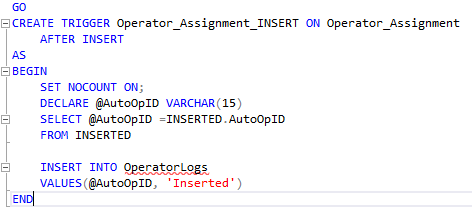 GO
CREATE TRIGGER Operator_Assignment_INSERT ON Operator_Assignment
AFTER INSERT
AS
BEGIN
SET NOCOUNT ON;
DECLARE @AutoOpID VARCHAR(15)
SELECT @AutoOpID =INSERTED.AutoOpID
FROM INSERTED
INSERT INTO OperatorLogs
VALUES(@AutoOpID, 'Inserted')
END